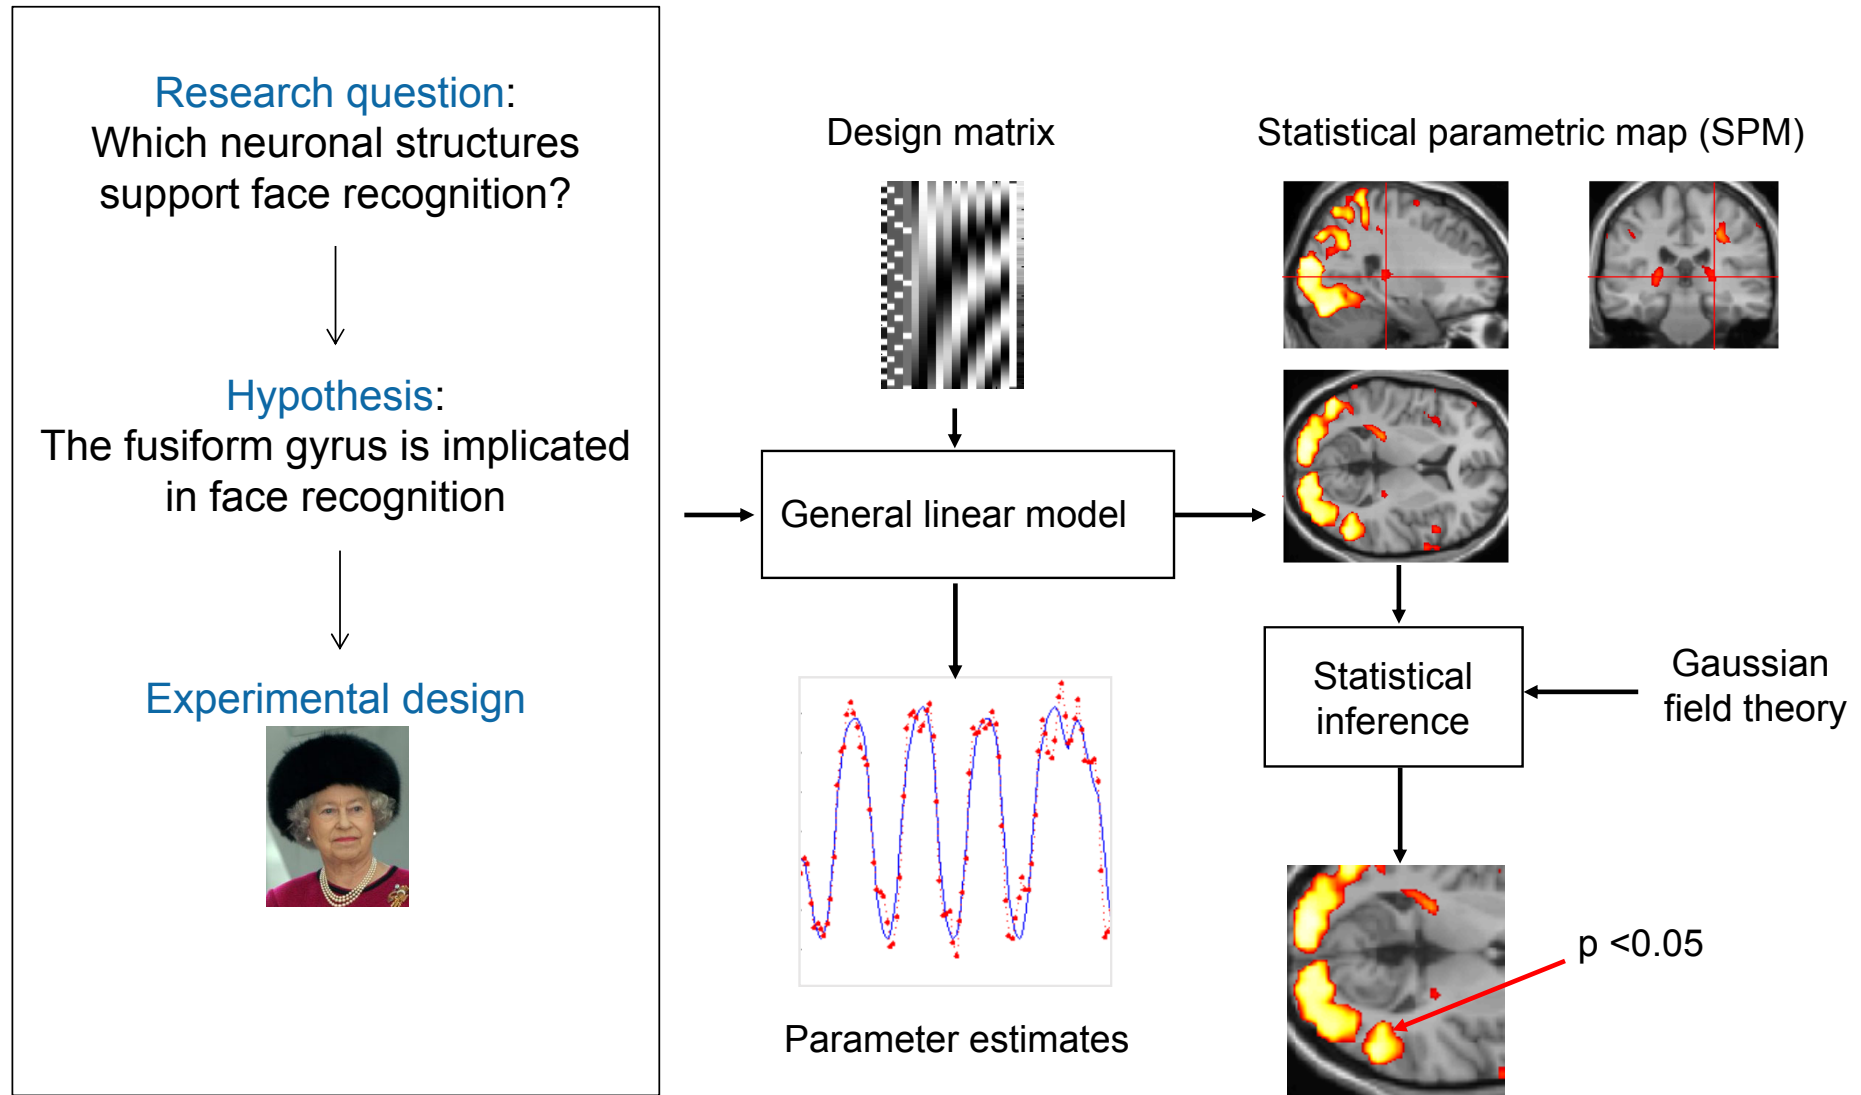 Research question:
Which neuronal structures
support face recognition?
Hypothesis:
The fusiform gyrus is implicated
in face recognition
Experimental design
Design matrix
General linear model
Parameter estimates
Statistical parametric map (SPM)
Statistical
inference
Gaussian
field theory
p <0.05